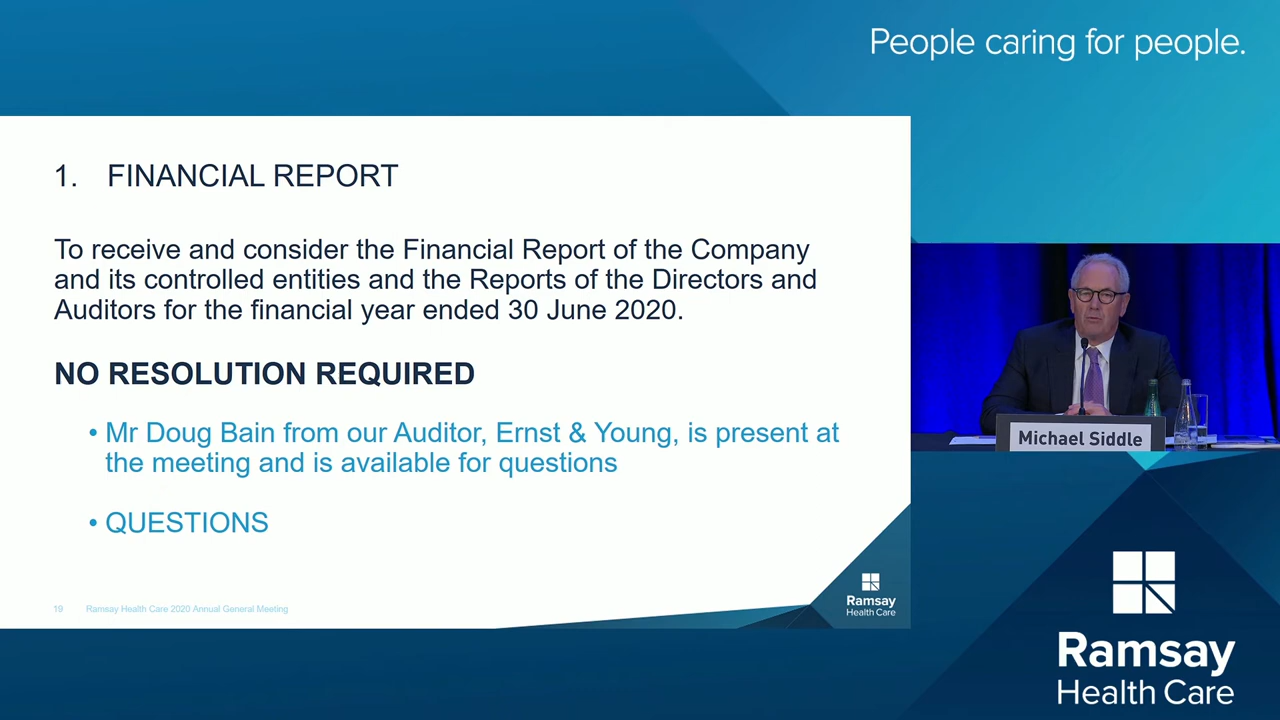 People caring for people.
1. FINANCIAL REPORT
To receive and consider the Financial Report of the Company
and its controlled entities and the Reports of the Directors and
Auditors for the financial year ended 30 June 2020.
NO RESOLUTION REQUIRED
• Mr Doug Bain from our Auditor, Ernst & Young, is present at
the meeting and is available for questions
• QUESTIONS
19 Ramsay Health Care 2020 Annual General Meeting
Ramsay
Health Care
Michael Siddle
Ramsay
Health Care